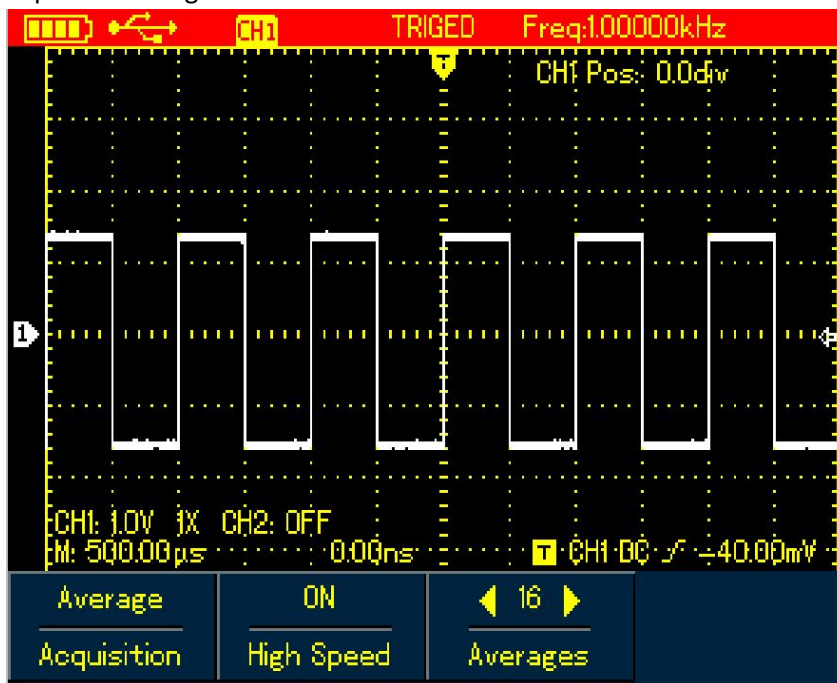 CH1 TRIGED Freq:1.00000kHz
T
CH1 Pos: 0.0div
1
CH1: 1.0V 1X CH2: OFF
M: 500.00µs 0.00ns T CH1 DC -40.00mV
Average ON 16
Acquisition High Speed Averages